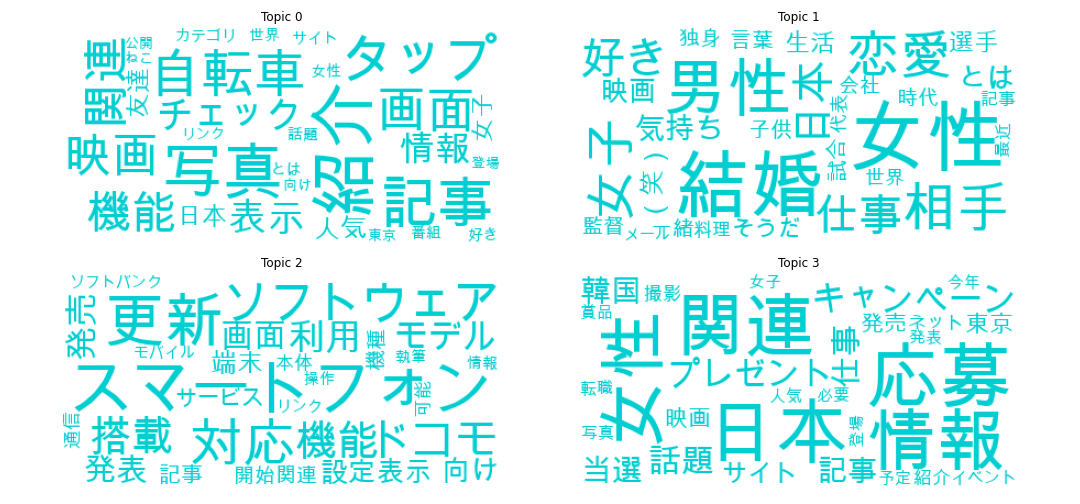 Topic 0
公開
カテゴリ
世界
サイト
タップ
関連
ねこ
自転車
女性
友達
チェック
介
画面
女子
リンク
話題
映画
写真
情報
とは
登場
紹
向け
記事
機能
日本
表示
人気
東京
番組
好き
Topic 1
好き
独身
言葉
生活
恋愛
選手
映画
男性
日本
会社
とは
時代
記事
代表
気持ち
子供
女性
最近
女子
(笑)
結婚
試合
世界
仕事
相手
監督
メール
一緒
料理
そうだ
Topic 2
ソフトバンク
発売
更新
ソフトウェア
画面
利用
機種
モデル
モバイル
端末
本体
執筆
情報
スマートフォン
操作
サービス
リンク
可能
通信
搭載
対応
機能
ドコモ
発表
記事
開始
関連
設定
表示
向け
Topic 3
韓国
撮影
女子
今年
賞品
関連
キャンペーン
発売
ネット
東京
女性
発表
仕事
プレゼント
応募
転職
人気
必要
映画
日本
登場
情報
写真
当選
話題
サイト
記事
予定
紹介
イベント